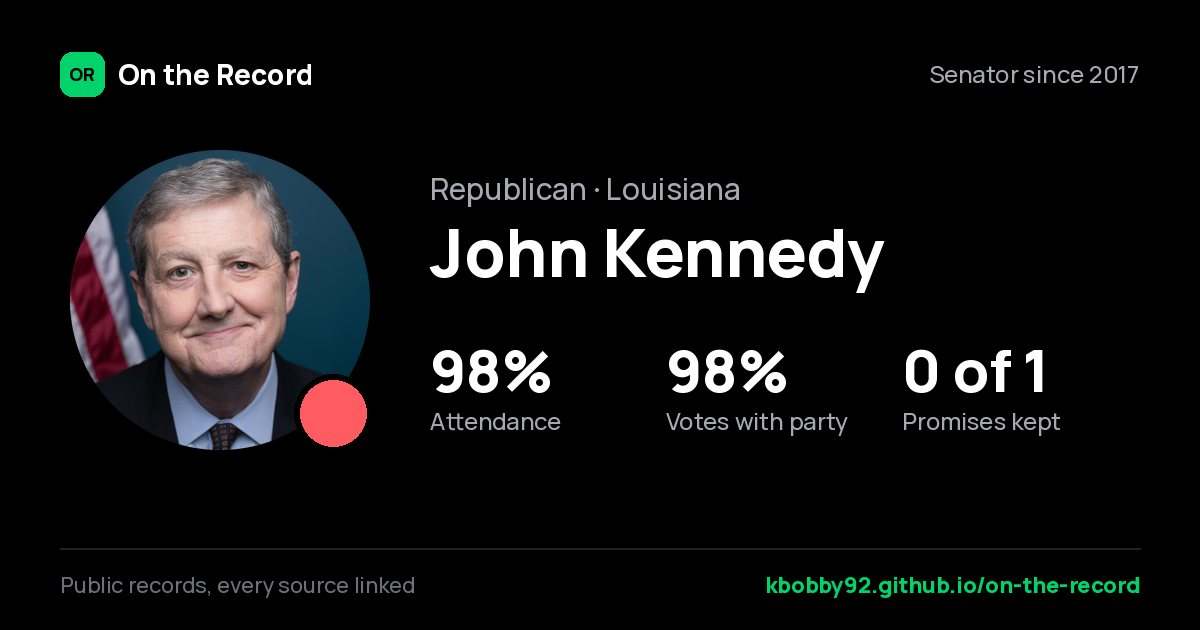 OR On the Record
Senator since 2017
Republican · Louisiana
John Kennedy
98% 98% 0 of 1
Attendance Votes with party Promises kept
Public records, every source linked
kbobby92.github.io/on-the-record